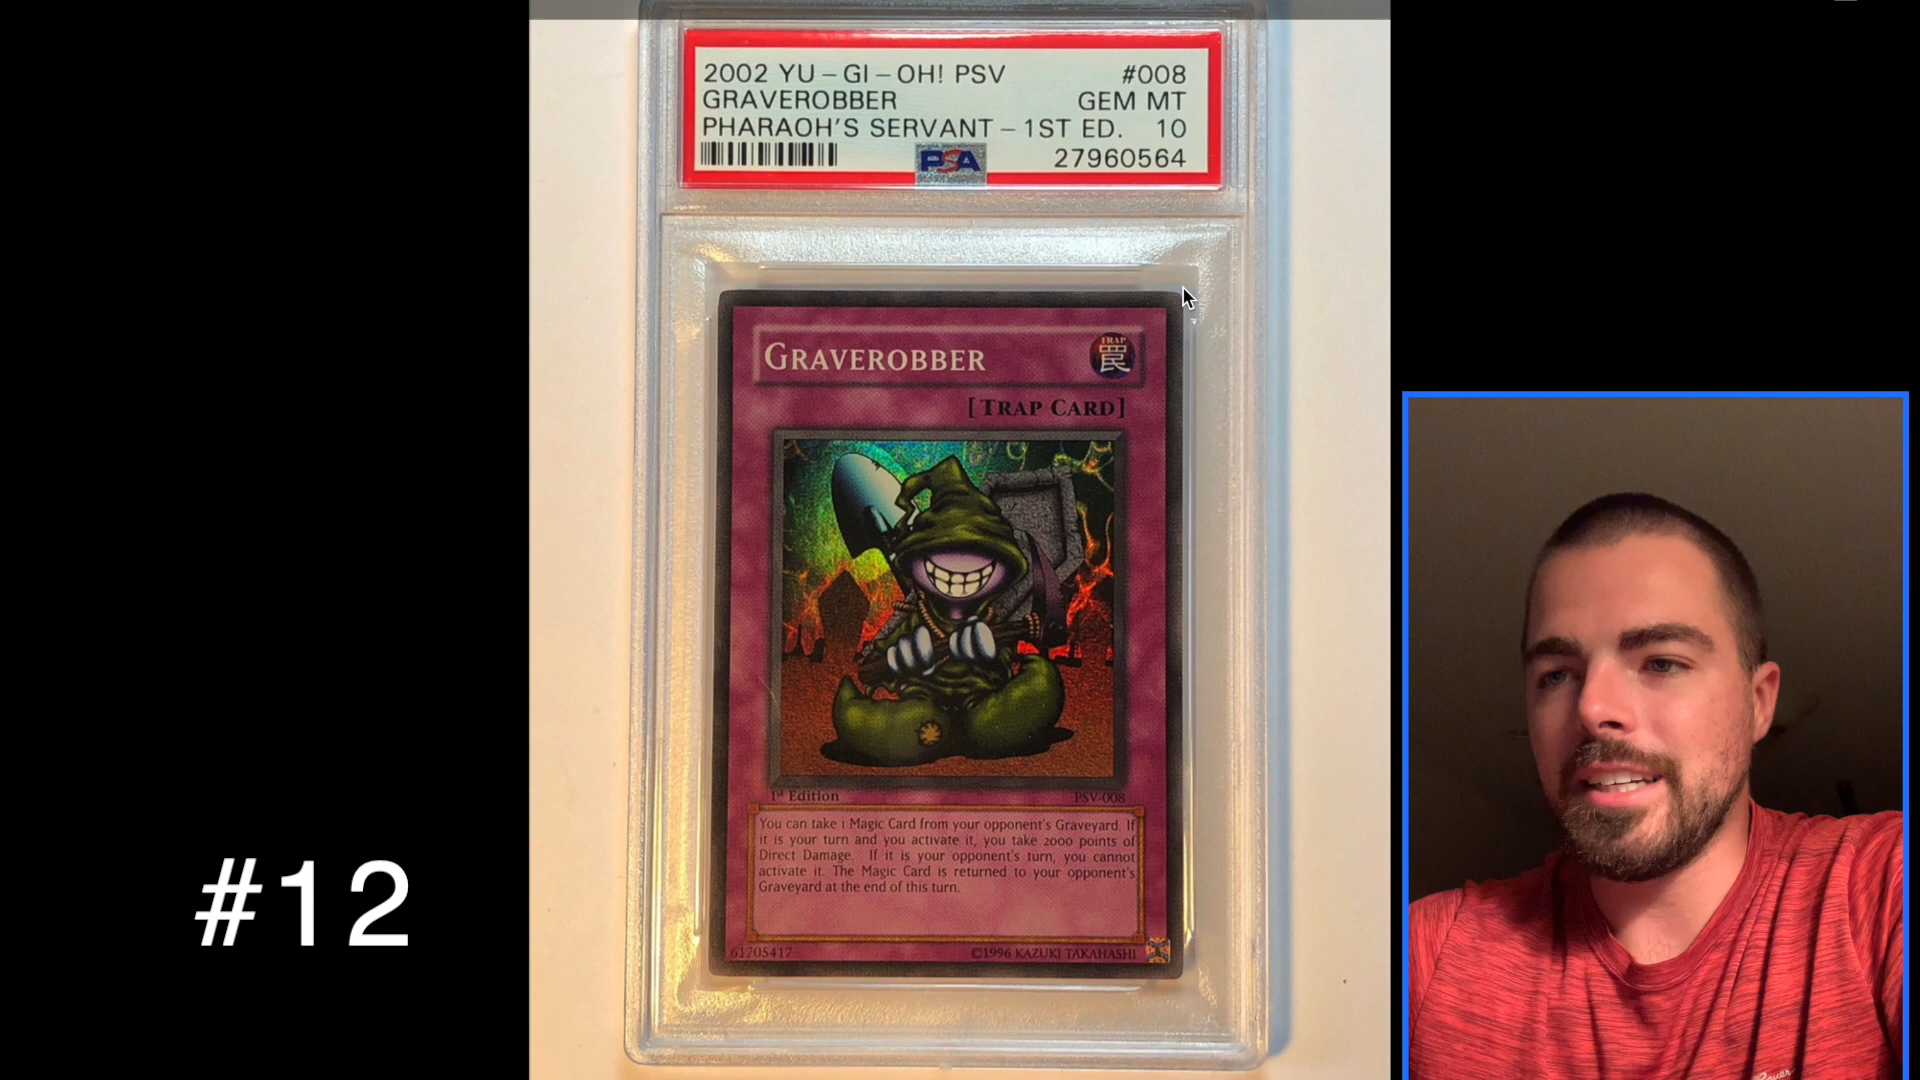 2002 YU-GI-OH! PSV #008
GRAVEROBBER GEM MT
PHARAOH'S SERVANT - 1ST ED. 10
PSA 27960564
GRAVEROBBER
TRAP
罠
[TRAP CARD]
1st Edition PSV-008
You can take 1 Magic Card from your opponent's Graveyard. If
it is your turn and you activate it, you take 2000 points of
Direct Damage. If it is your opponent's turn, you cannot
activate it. The Magic Card is returned to your opponent's
Graveyard at the end of this turn.
61705417 ©1996 KAZUKI TAKAHASHI
#12